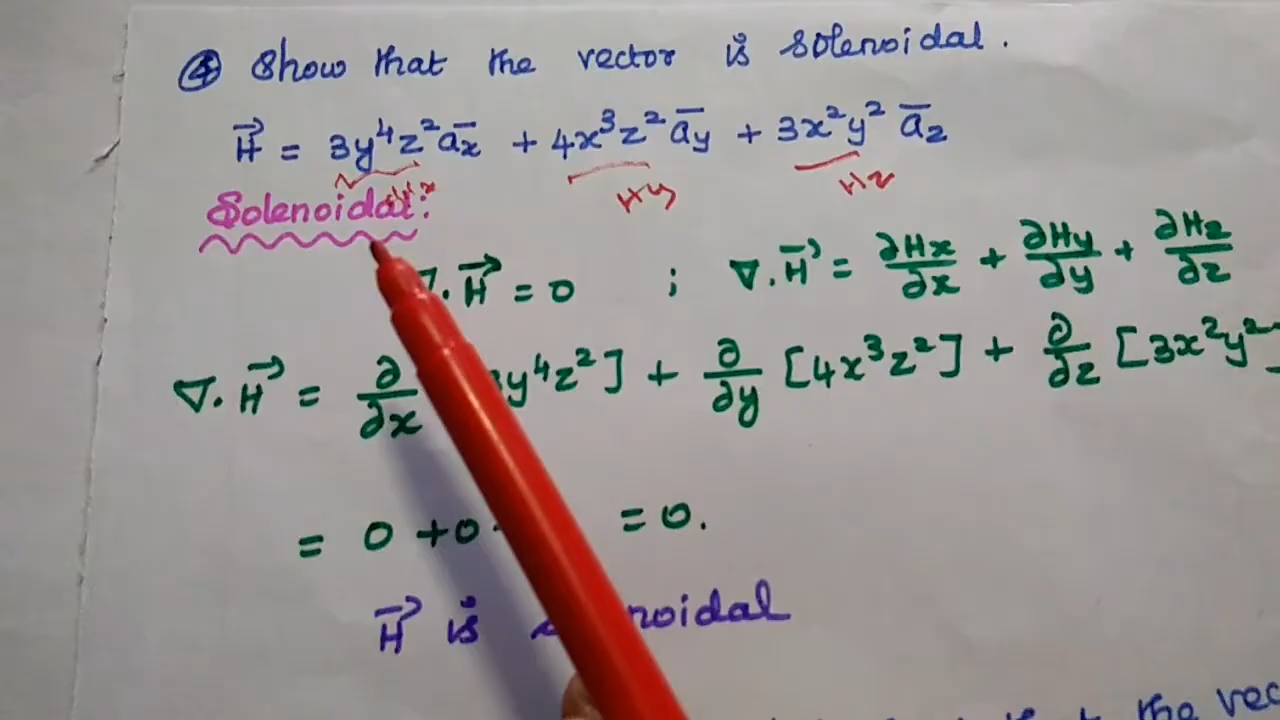 ④ Show that the vector is Solenoidal.
H⃗ = 3y⁴z² a̅x + 4x³z² a̅y + 3x²y² a̅z
Hy Hz
Solenoidal:
∇. H⃗ = 0 ; ∇. H⃗ = ∂Hx/∂x + ∂Hy/∂y + ∂Hz/∂z
∇. H⃗ = ∂/∂x y⁴z²] + ∂/∂y [4x³z²] + ∂/∂z [3x²y²
= 0 + 0 = 0.
H⃗ is noidal
the vec